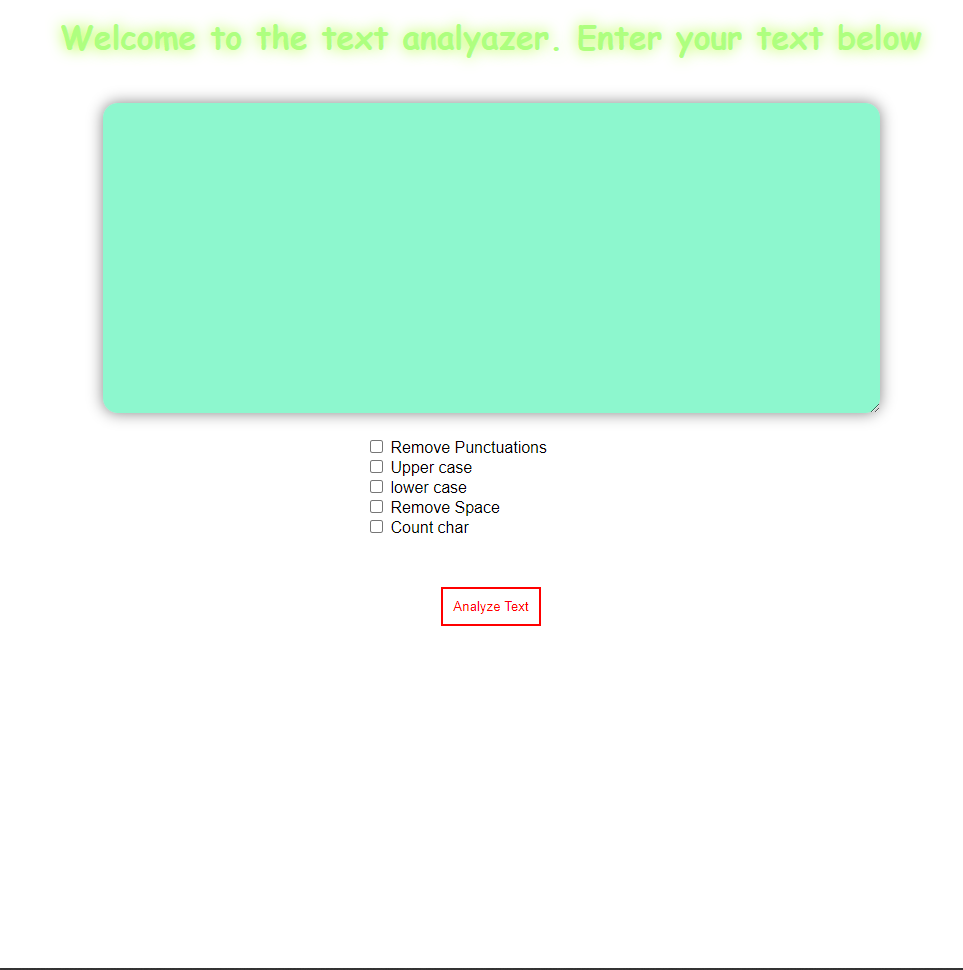 Welcome to the text analyazer. Enter your text below
Remove Punctuations
Upper case
lower case
Remove Space
Count char
Analyze Text